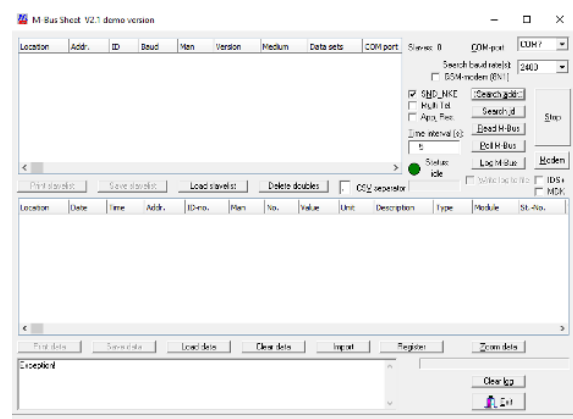 M-Bus Sheet V2.1 demo version
Location Addr. ID Baud Man Version Medium Data sets COM port
Slaves: 0
COM-port COM7
Search baud rate(s): 2400
GSM-modem (8N1)
SND_NKE
Multi Tel.
App. Res.
Time interval (s):
5
Status:
idle
Search addr.
Search id
Read M-Bus
Poll M-Bus
Log M-Bus
Stop
Modem
Write log to file
IDS+
MDK
Print slavelist Save slavelist Load slavelist Delete doubles . CSV separator
Location Date Time Addr. ID-no. Man No. Value Unit Description Type Module St.-No.
Print data Save data Load data Clear data Import Register Zoom data
Exception!
Clear log
Exit